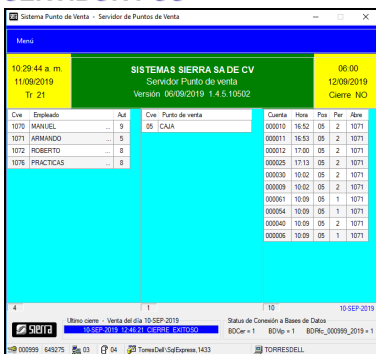 Sistema Punto de Venta - Servidor de Puntos de Venta
Menú
10:29:44 a. m.
11/09/2019
Tr 21
SISTEMAS SIERRA SA DE CV
Servidor Punto de Venta
Versión 06/09/2019 1.4.5.10502
06:00
12/09/2019
Cierre NO
Cve Empleado Aut
1070 MANUEL ... 9
1071 ARMANDO ... 5
1072 ROBERTO ... 8
1076 PRACTICAS ... 8
Cve Punto de venta
05 CAJA
Cuenta Hora Pos Per Abre
000010 16:52 05 2 1071
000011 16:53 05 2 1071
000012 17:00 05 2 1071
000025 17:13 05 2 1071
000030 10:02 05 2 1071
000009 10:02 05 2 1071
000061 10:09 05 1 1071
000054 10:09 05 1 1071
000040 10:09 05 2 1071
000006 10:09 05 1 1071
4
1
10
10-SEP-2019
sierra
Ultimo cierre - Venta del día 10-SEP-2019
10-SEP-2019 12:46:21 CIERRE EXITOSO
Status de Conexión a Bases de Datos
BDCer = 1 BDVip = 1 BDPtlc_000999_2019 = 1
000999 649275 03 04 TorresDell\SqlExpress,1433 TORRESDELL